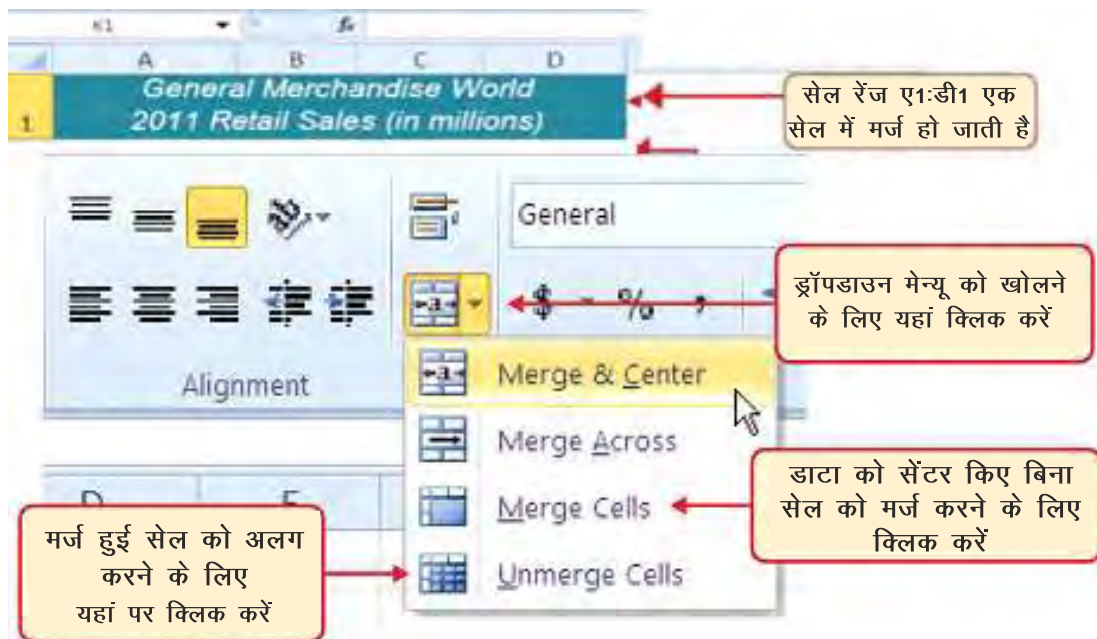 K1 fx
A B C D
General Merchandise World
1 2011 Retail Sales (in millions)
सेल रेंज ए1:डी1 एक
सेल में मर्ज हो जाती है
General
$ % ,
ड्रॉपडाउन मेन्यू को खोलने
के लिए यहां क्लिक करें
Alignment
Merge & Center
Merge Across
Merge Cells
Unmerge Cells
डाटा को सेंटर किए बिना
सेल को मर्ज करने के लिए
क्लिक करें
मर्ज हुई सेल को अलग
करने के लिए
यहां पर क्लिक करें